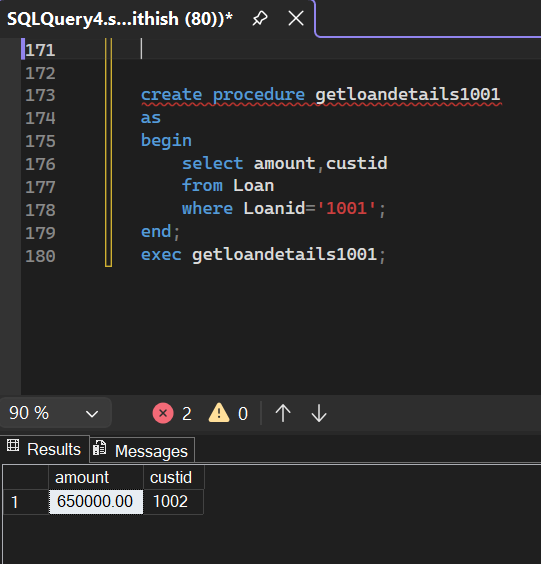 SQLQuery4.s...ithish (80))*
171
172
173 create procedure getloandetails1001
174 as
175 begin
176 select amount,custid
177 from Loan
178 where Loanid='1001';
179 end;
180 exec getloandetails1001;
90 % 2 0
Results Messages
amount custid
1 650000.00 1002